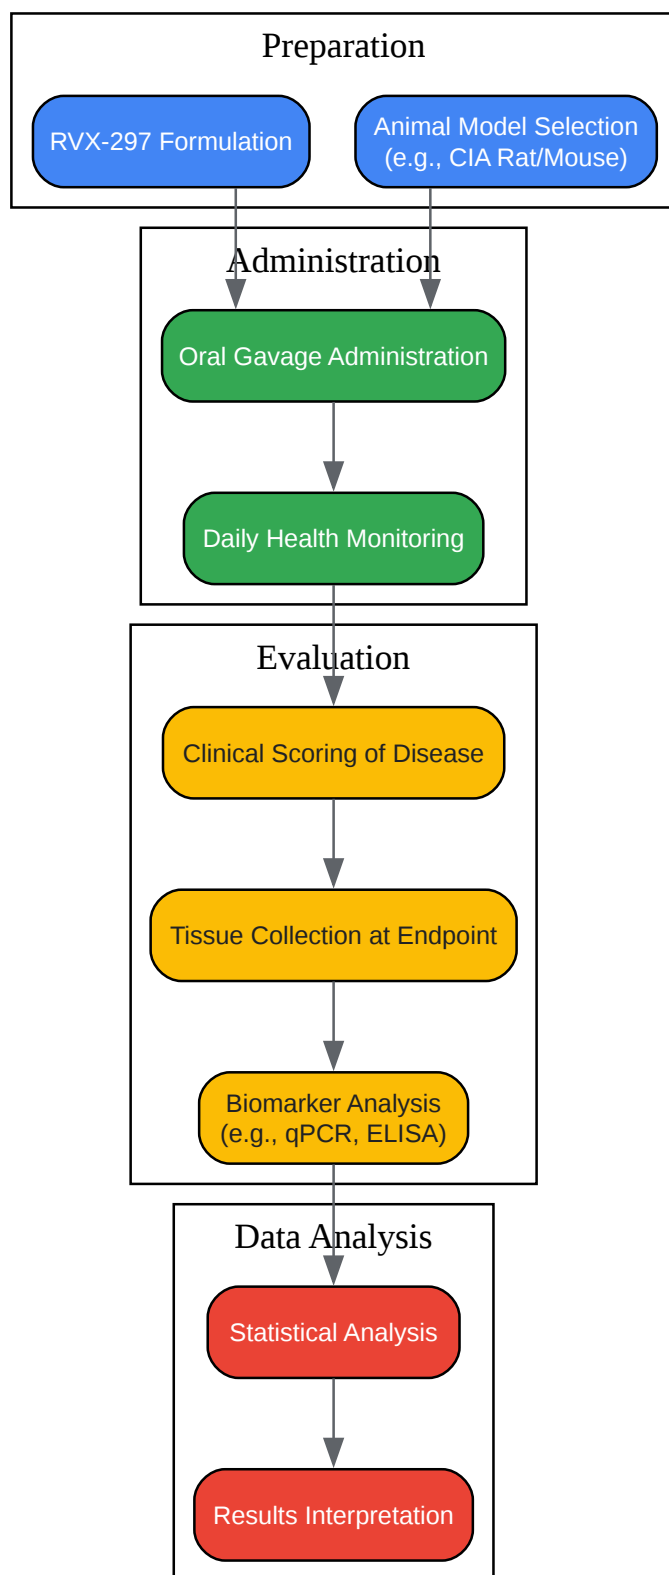 Preparation
RVX-297 Formulation
Animal Model Selection
(e.g., CIA Rat/Mouse)
Administration
Oral Gavage Administration
Daily Health Monitoring
Evaluation
Clinical Scoring of Disease
Tissue Collection at Endpoint
Biomarker Analysis
(e.g., qPCR, ELISA)
Data Analysis
Statistical Analysis
Results Interpretation